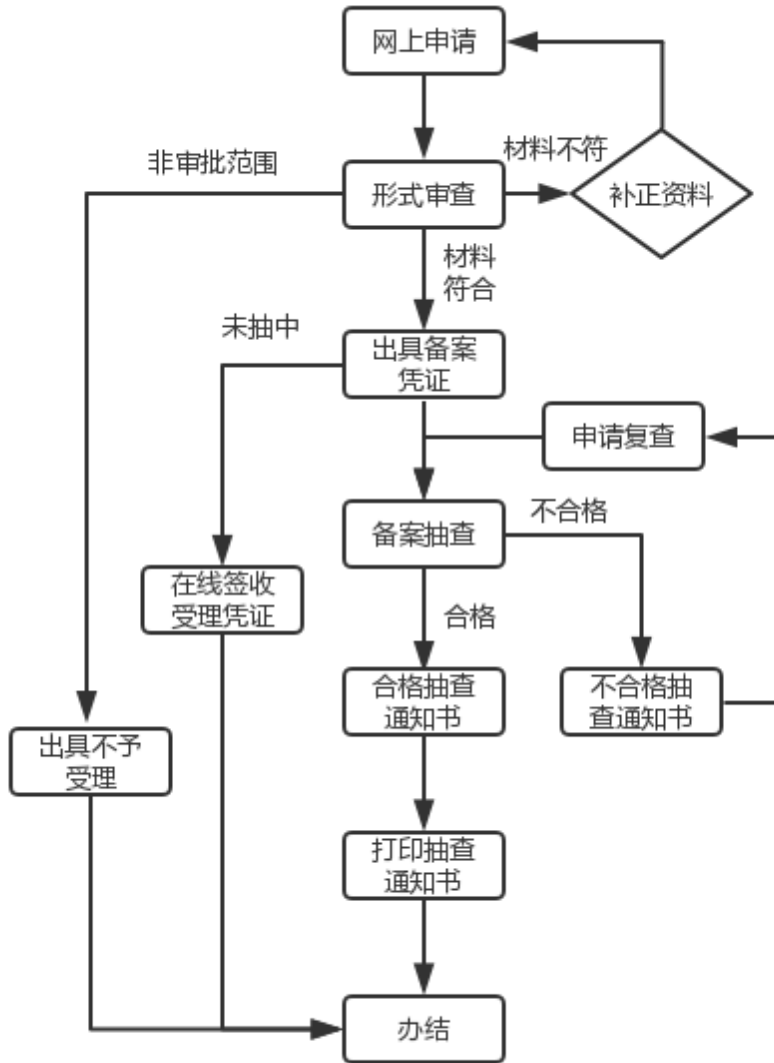 网上申请
材料不符
非审批范围
形式审查
补正资料
材料
符合
未抽中
出具备案
凭证
申请复查
不合格
备案抽查
在线签收
受理凭证
合格
合格抽查
通知书
不合格抽
查通知书
出具不予
受理
打印抽查
通知书
办结